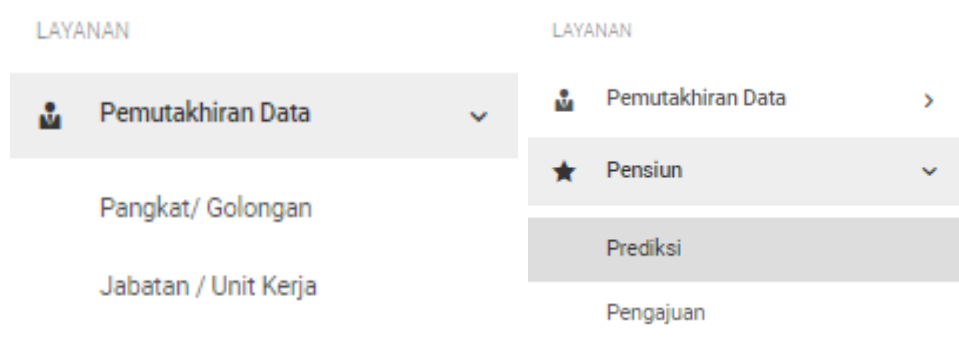 LAYANAN
Pemutakhiran Data
Pangkat/ Golongan
Jabatan / Unit Kerja
LAYANAN
Pemutakhiran Data
Pensiun
Prediksi
Pengajuan